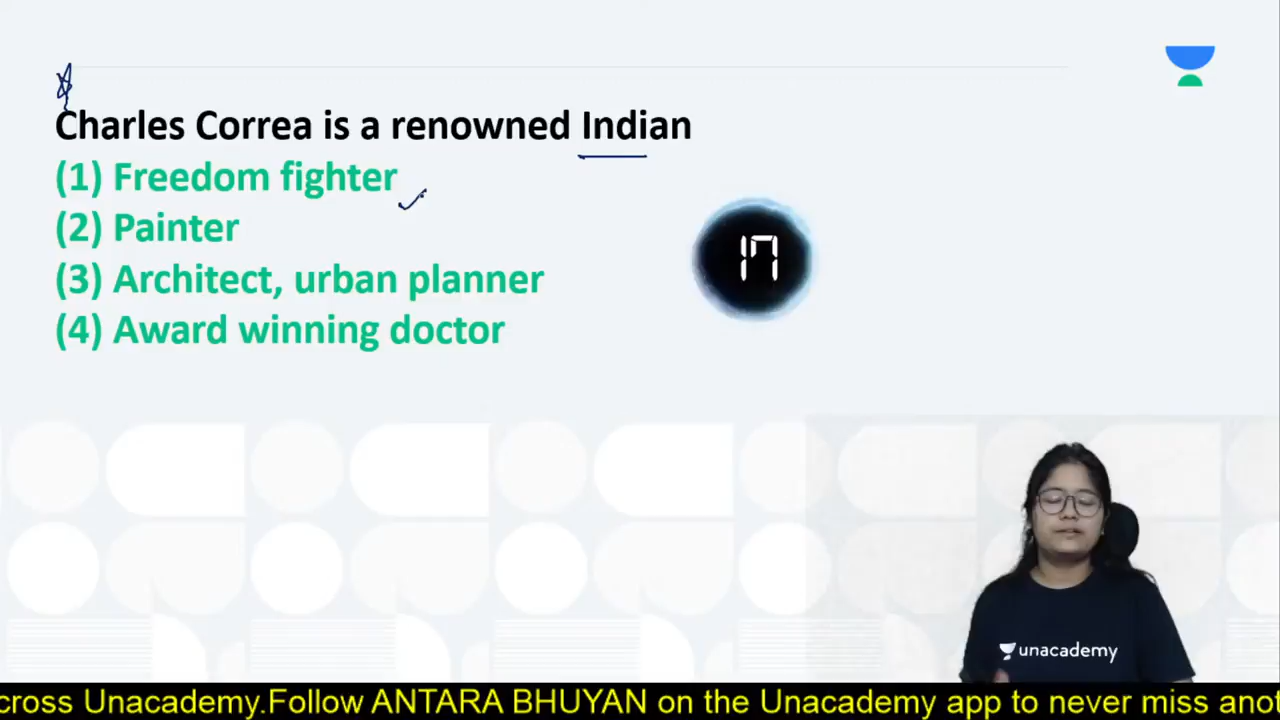 Charles Correa is a renowned Indian
(1) Freedom fighter
(2) Painter
(3) Architect, urban planner
(4) Award winning doctor
17
unacademy
cross Unacademy.Follow ANTARA BHUYAN on the Unacademy app to never miss anot